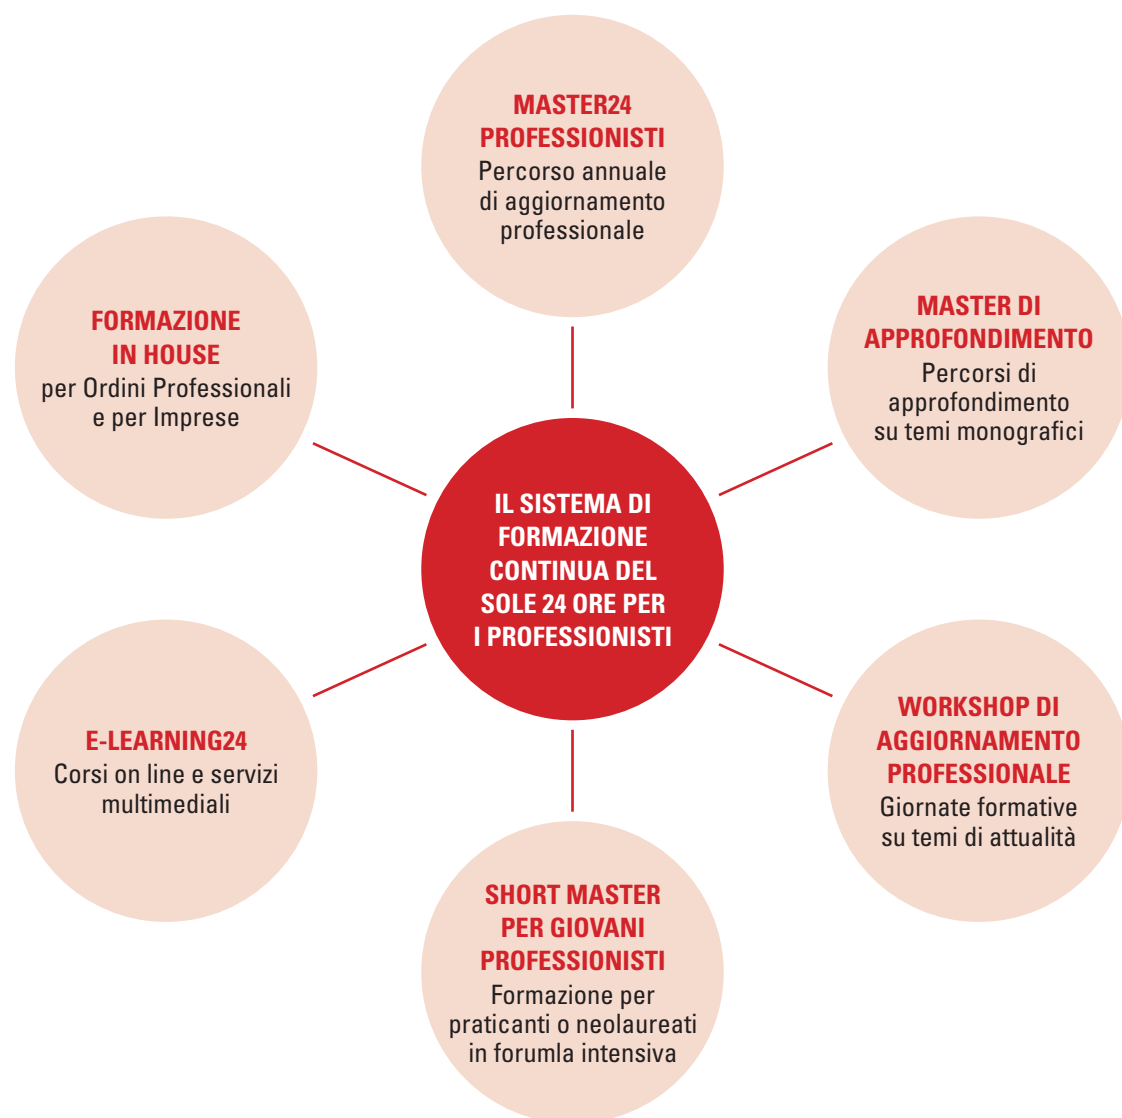 MASTER24
PROFESSIONISTI
Percorso annuale
di aggiornamento
professionale
FORMAZIONE
IN HOUSE
per Ordini Professionali
e per Imprese
MASTER DI
APPROFONDIMENTO
Percorsi di
approfondimento
su temi monografici
IL SISTEMA DI
FORMAZIONE
CONTINUA DEL
SOLE 24 ORE PER
I PROFESSIONISTI
E-LEARNING24
Corsi on line e servizi
multimediali
WORKSHOP DI
AGGIORNAMENTO
PROFESSIONALE
Giornate formative
su temi di attualità
SHORT MASTER
PER GIOVANI
PROFESSIONISTI
Formazione per
praticanti o neolaureati
in forumla intensiva